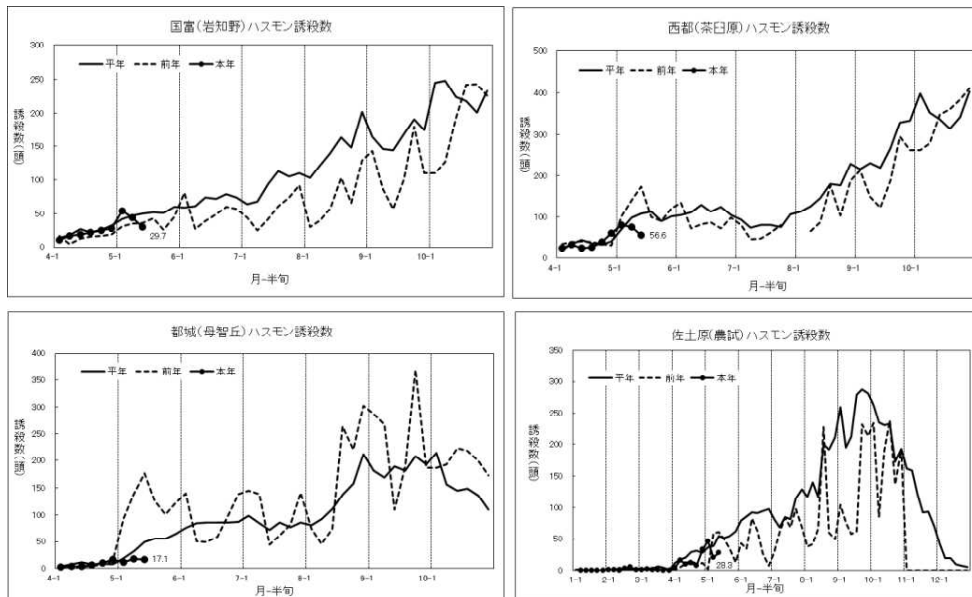 国富(岩知野)ハスモン誘殺数
300
250
200
150
100
50
0
誘殺数(頭)
平年 前年 本年
29.7
4-1 5-1 6-1 7-1 8-1 9-1 10-1
月-半旬
西都(茶臼原)ハスモン誘殺数
500
400
300
200
100
0
誘殺数(頭)
平年 前年 本年
56.6
4-1 5-1 6-1 7-1 8-1 9-1 10-1
月-半旬
都城(母智丘)ハスモン誘殺数
400
350
300
250
200
150
100
50
0
誘殺数(頭)
平年 前年 本年
17.1
4-1 5-1 6-1 7-1 8-1 9-1 10-1
月-半旬
佐土原(農試)ハスモン誘殺数
350
300
250
200
150
100
50
0
誘殺数(頭)
平年 前年 本年
28.3
1-1 2-1 3-1 4-1 5-1 6-1 7-1 8-1 9-1 10-1 11-1 12-1
月-半旬